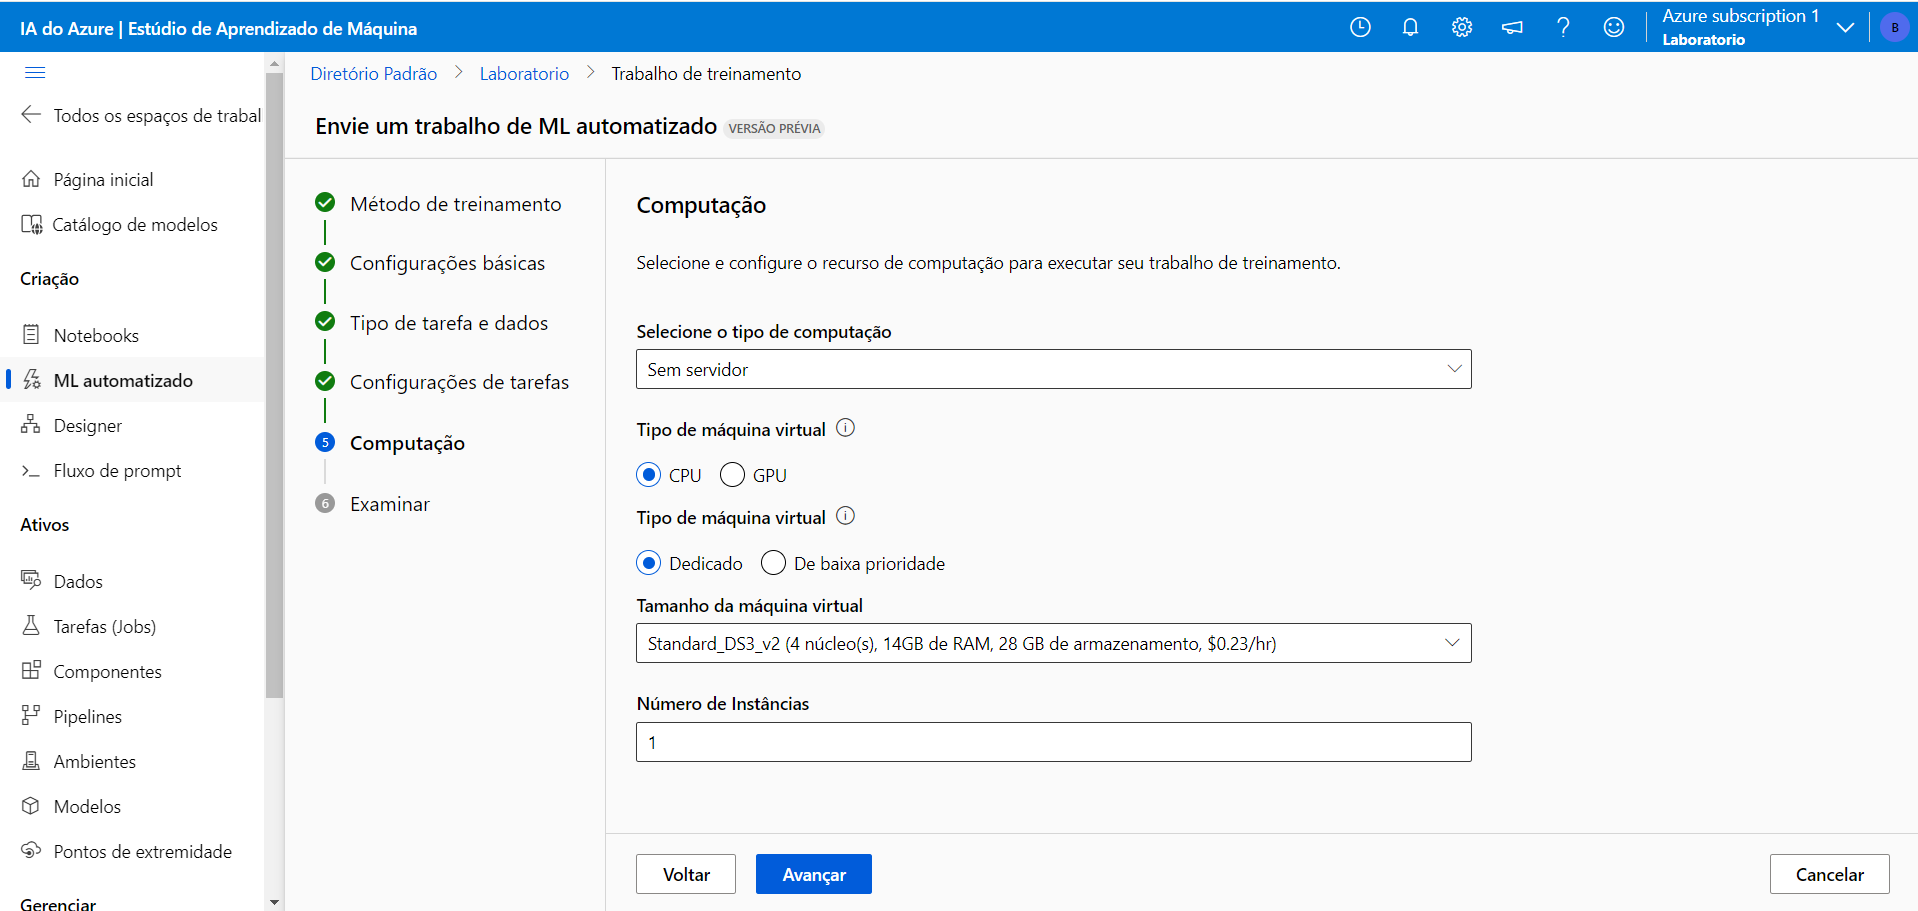 IA do Azure | Estúdio de Aprendizado de Máquina
Azure subscription 1
Laboratorio
B
Todos os espaços de trabal
Página inicial
Catálogo de modelos
Criação
Notebooks
ML automatizado
Designer
Fluxo de prompt
Ativos
Dados
Tarefas (Jobs)
Componentes
Pipelines
Ambientes
Modelos
Pontos de extremidade
Gerenciar
Diretório Padrão > Laboratorio > Trabalho de treinamento
Envie um trabalho de ML automatizado VERSÃO PRÉVIA
Método de treinamento
Configurações básicas
Tipo de tarefa e dados
Configurações de tarefas
5 Computação
6 Examinar
Computação
Selecione e configure o recurso de computação para executar seu trabalho de treinamento.
Selecione o tipo de computação
Sem servidor
Tipo de máquina virtual
CPU GPU
Tipo de máquina virtual
Dedicado De baixa prioridade
Tamanho da máquina virtual
Standard_DS3_v2 (4 núcleo(s), 14GB de RAM, 28 GB de armazenamento, $0.23/hr)
Número de Instâncias
1
Voltar Avançar Cancelar